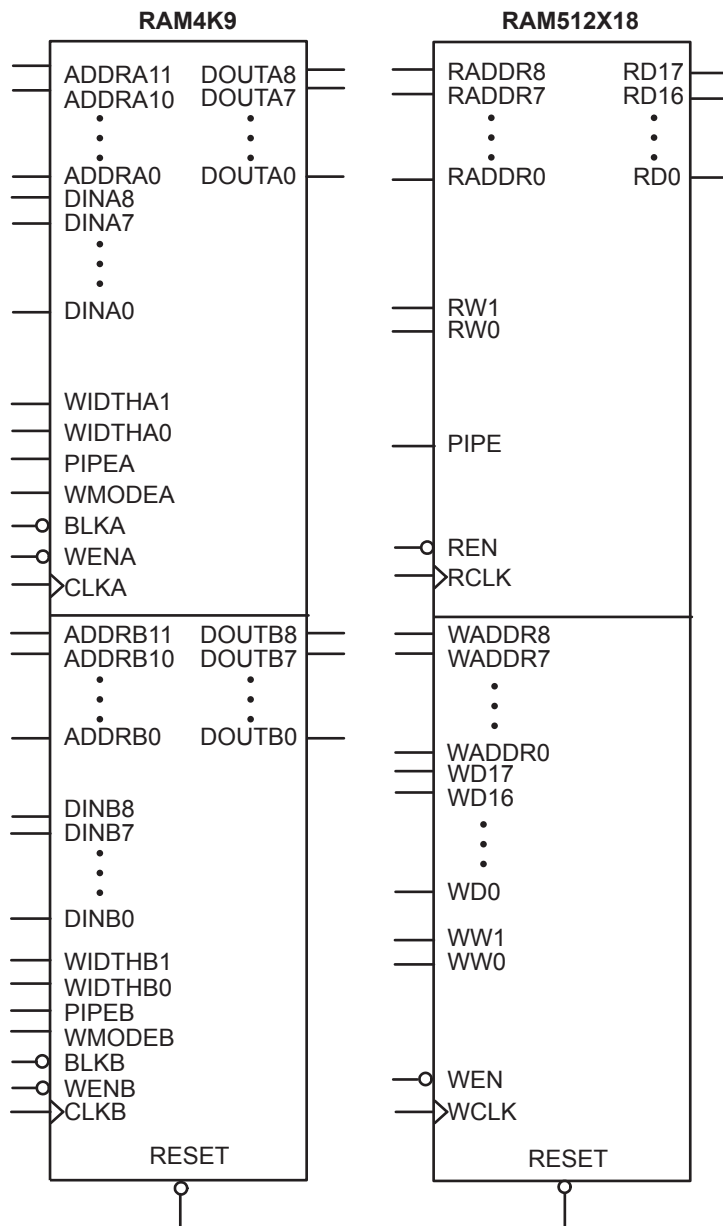 RAM4K9
ADDRA11 DOUTA8
ADDRA10 DOUTA7
ADDRA0 DOUTA0
DINA8
DINA7
DINA0
WIDTHA1
WIDTHA0
PIPEA
WMODEA
BLKA
WENA
CLKA
ADDRB11 DOUTB8
ADDRB10 DOUTB7
ADDRB0 DOUTB0
DINB8
DINB7
DINB0
WIDTHB1
WIDTHB0
PIPEB
WMODEB
BLKB
WENB
CLKB
RESET
RAM512X18
RADDR8 RD17
RADDR7 RD16
RADDR0 RD0
RW1
RW0
PIPE
REN
RCLK
WADDR8
WADDR7
WADDR0
WD17
WD16
WD0
WW1
WW0
WEN
WCLK
RESET